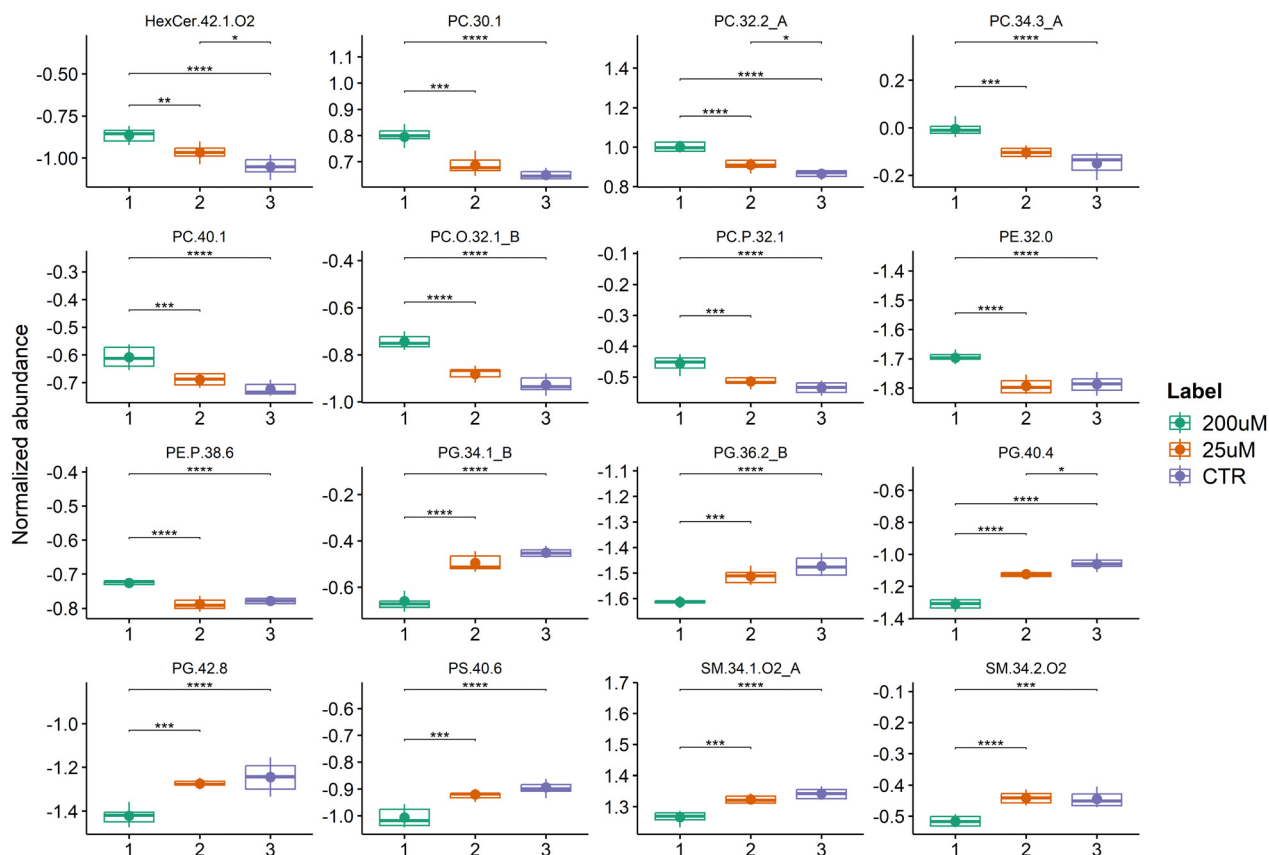 HexCer.42.1.O2 PC.30.1 PC.32.2_A PC.34.3_A
* **** * ****
-0.50 **** 1.1 1.4 **** 0.2 ***
** 1.0 *** 1.2 ****
-0.75 0.9 0.0
0.8 1.0
-1.00 0.7 0.8 -0.2
1 2 3 1 2 3 1 2 3 1 2 3
PC.40.1 PC.O.32.1_B PC.P.32.1 PE.32.0
**** **** **** ****
-0.3 -0.4 -0.1 -1.4
-0.4 *** -0.6 **** -0.2 *** -1.5 ****
-0.5 -0.3 -1.6
-0.6 -0.8 -0.4 -1.7
-0.7 -1.0 -0.5 -1.8
1 2 3 1 2 3 1 2 3 1 2 3
Normalized abundance
Label
200uM
25uM
CTR
PE.P.38.6 PG.34.1_B PG.36.2_B PG.40.4
**** **** **** *
-0.4 -0.2 -1.1 -0.6 ****
-0.5 **** **** -1.2 *** -0.8 ****
-0.6 -0.4 -1.3 -1.0
-0.7 -0.6 -1.4 -1.2
-0.8 -1.5 -1.4
-1.6
1 2 3 1 2 3 1 2 3 1 2 3
PG.42.8 PS.40.6 SM.34.1.O2_A SM.34.2.O2
**** **** **** ***
-1.0 *** -0.6 *** 1.7 *** -0.1 ****
-1.2 -0.7 1.6 -0.2
-1.4 -0.8 1.5 -0.3
-0.9 1.4 -0.4
-1.0 1.3 -0.5
1 2 3 1 2 3 1 2 3 1 2 3